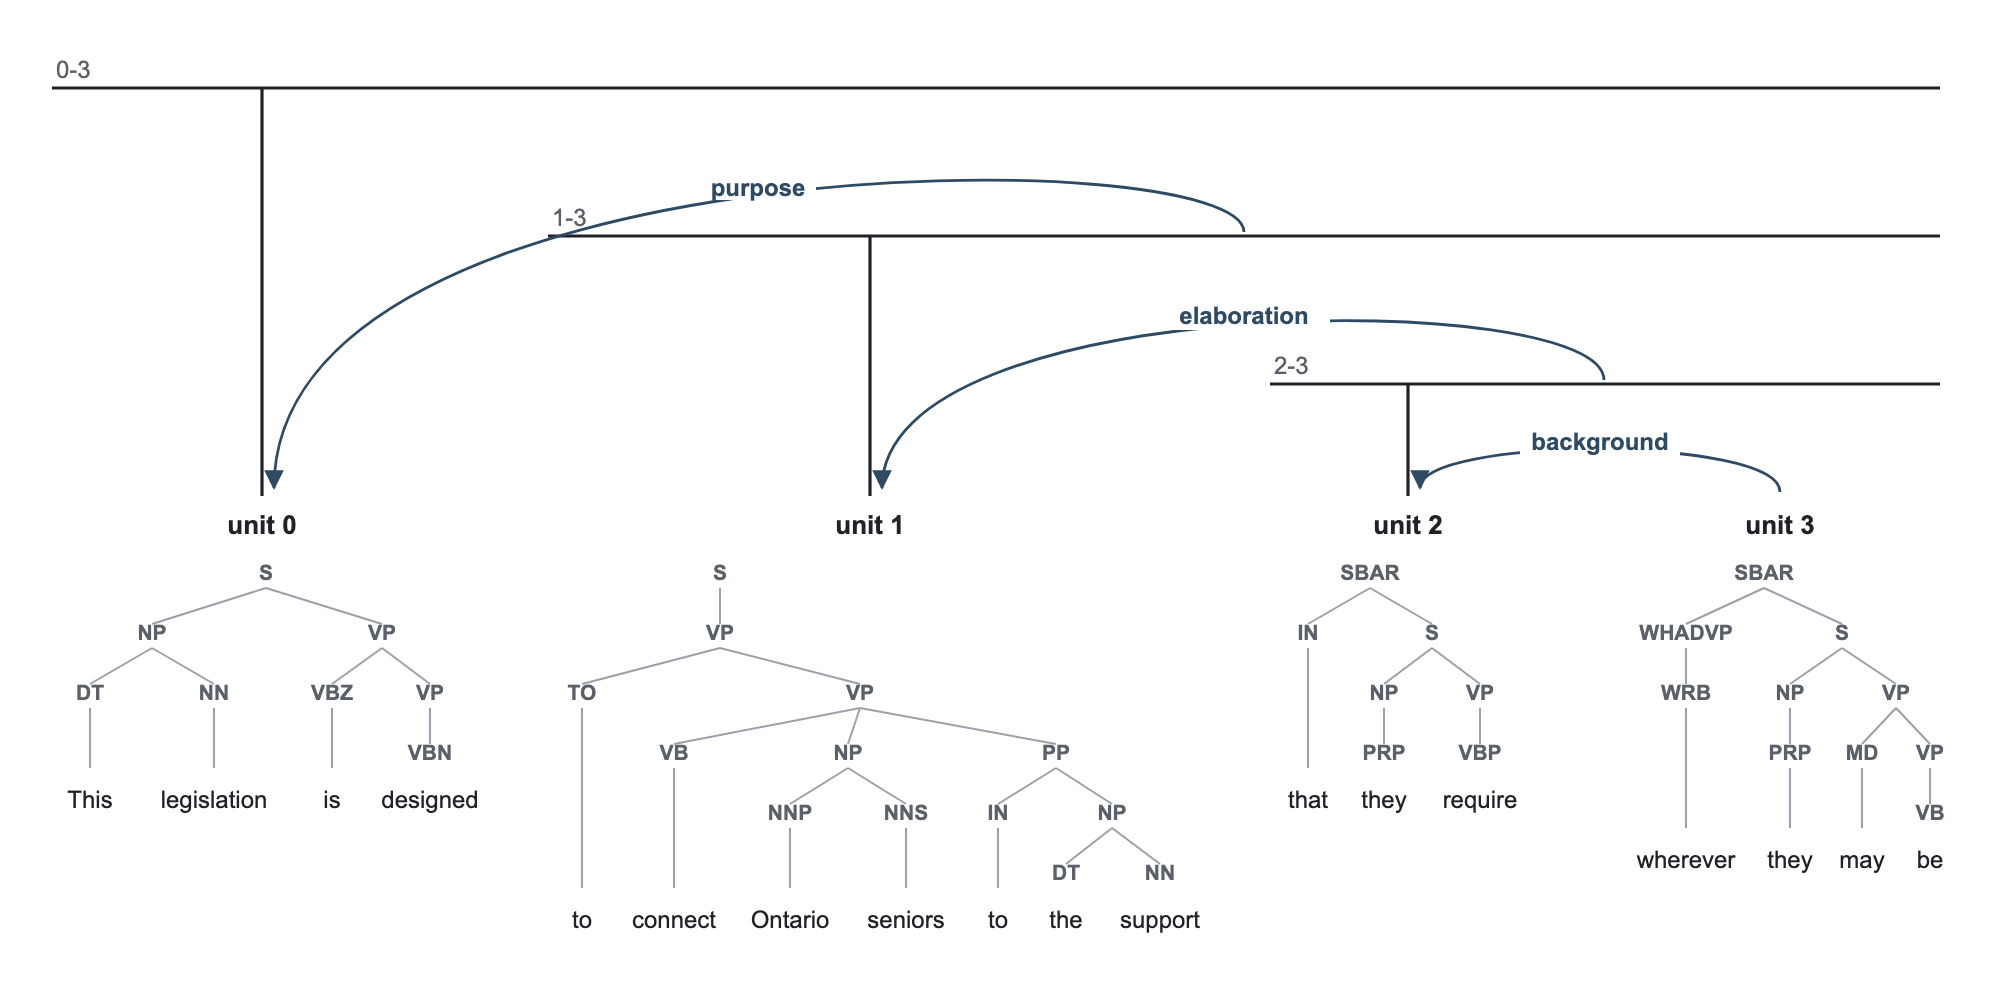 0-3
purpose
1-3
elaboration
2-3
background
unit 0 unit 1 unit 2 unit 3
S S SBAR SBAR
NP VP VP IN S WHADVP S
DT NN VBZ VP TO VP NP VP WRB NP VP
VBN VB NP PP PRP VBP PRP MD VP
This legislation is designed that they require
NNP NNS IN NP VB
wherever they may be
DT NN
to connect Ontario seniors to the support